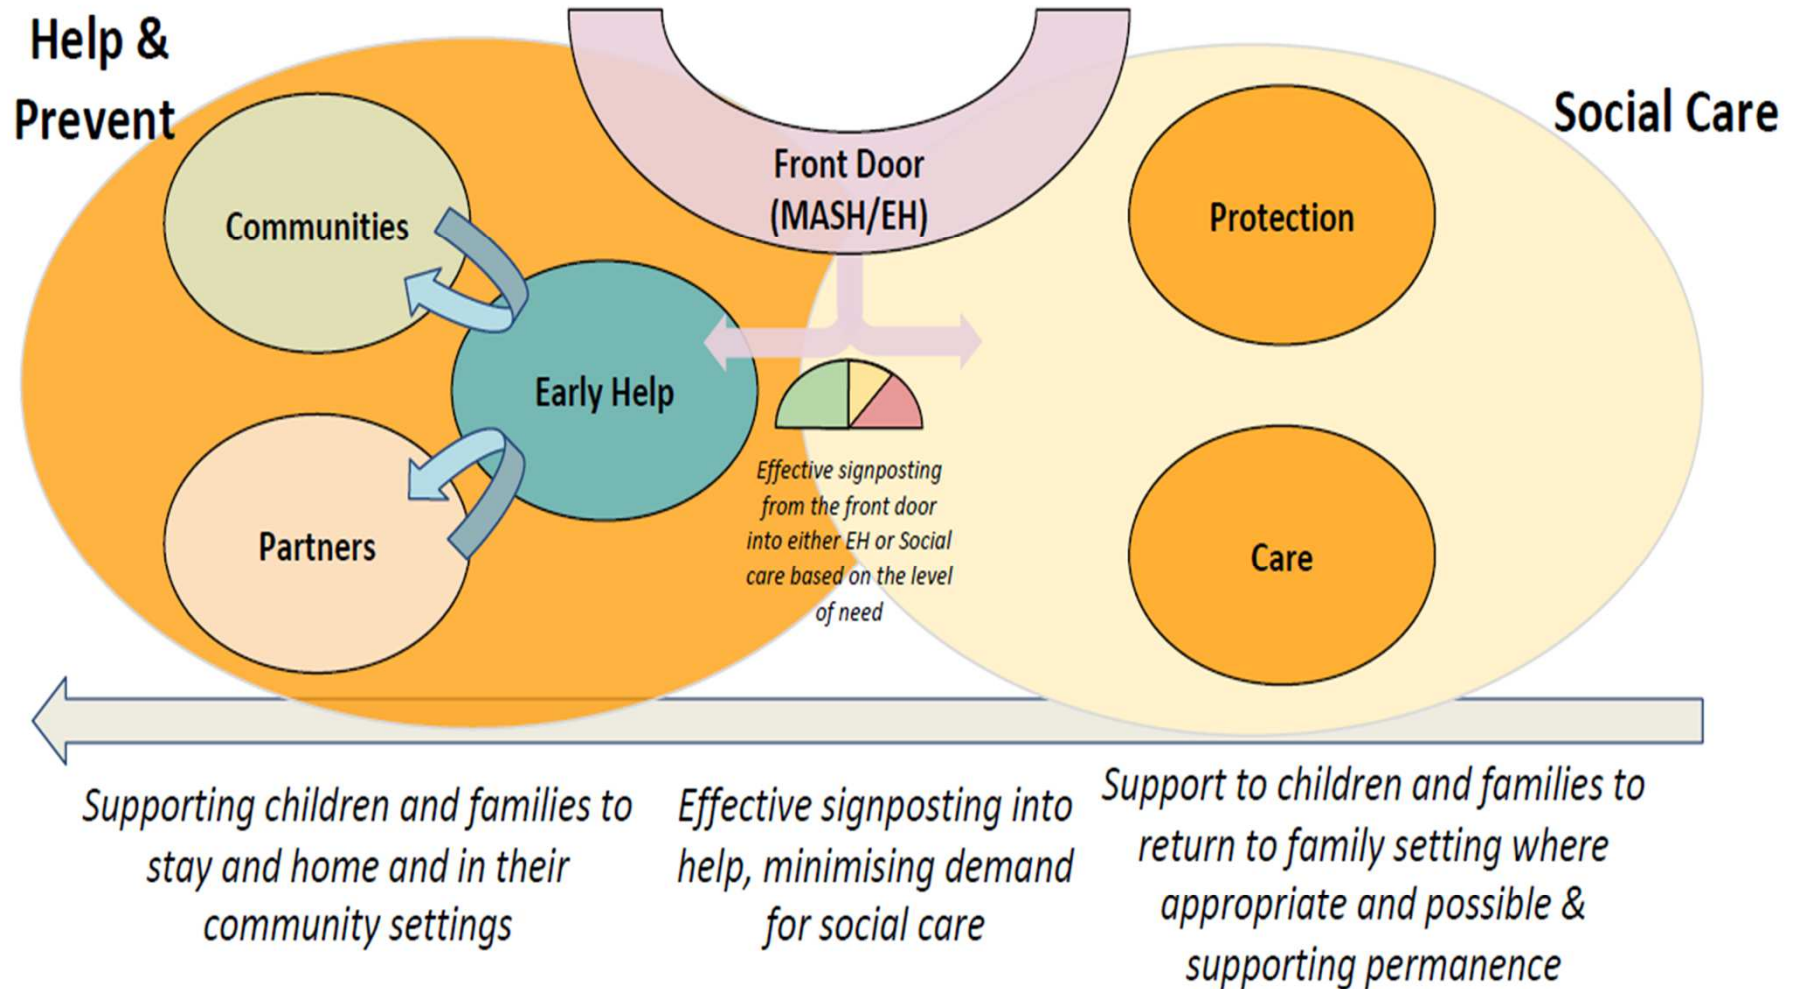 Help &
Prevent
Social Care
Front Door
(MASH/EH)
Communities
Early Help
Partners
Protection
Care
Effective signposting
from the front door
into either EH or Social
care based on the level
of need
Supporting children and families to
stay and home and in their
community settings
Effective signposting into
help, minimising demand
for social care
Support to children and families to
return to family setting where
appropriate and possible &
supporting permanence